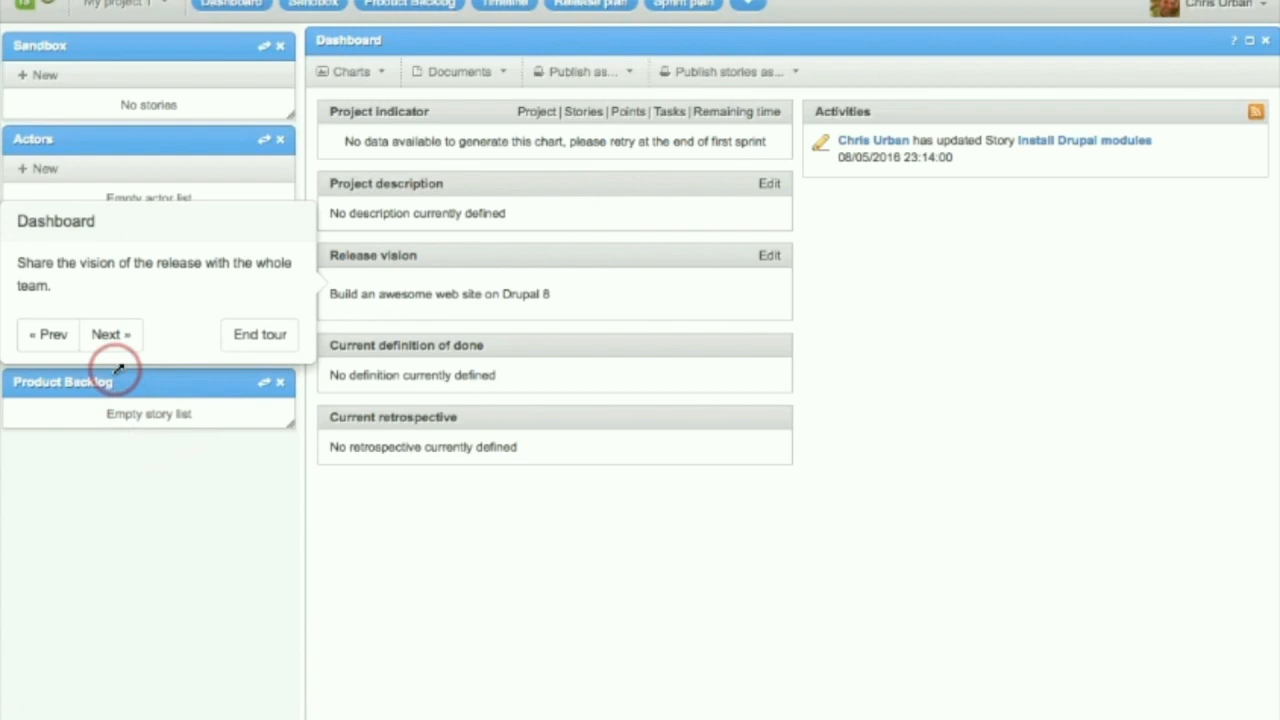 My project 1
Dashboard
Sandbox
Product Backlog
Timeline
Release plan
Sprint plan
Chris Urban
Sandbox
+ New
No stories
Actors
+ New
Empty actor list
Dashboard
Share the vision of the release with the whole
team.
« Prev
Next »
End tour
Product Backlog
Empty story list
Dashboard
?
Charts
Documents
Publish as...
Publish stories as...
Project indicator
Project | Stories | Points | Tasks | Remaining time
No data available to generate this chart, please retry at the end of first sprint
Project description
Edit
No description currently defined
Release vision
Edit
Build an awesome web site on Drupal 8
Current definition of done
No definition currently defined
Current retrospective
No retrospective currently defined
Activities
Chris Urban has updated Story Install Drupal modules
08/05/2016 23:14:00